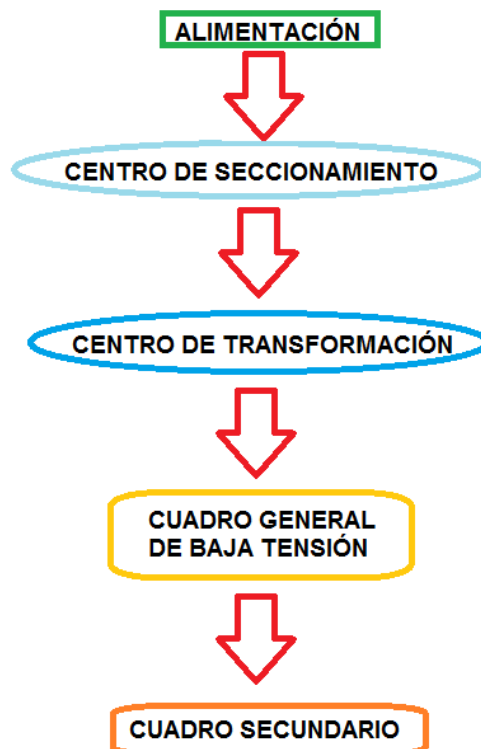 ALIMENTACIÓN
CENTRO DE SECCIONAMIENTO
CENTRO DE TRANSFORMACIÓN
CUADRO GENERAL
DE BAJA TENSIÓN
CUADRO SECUNDARIO